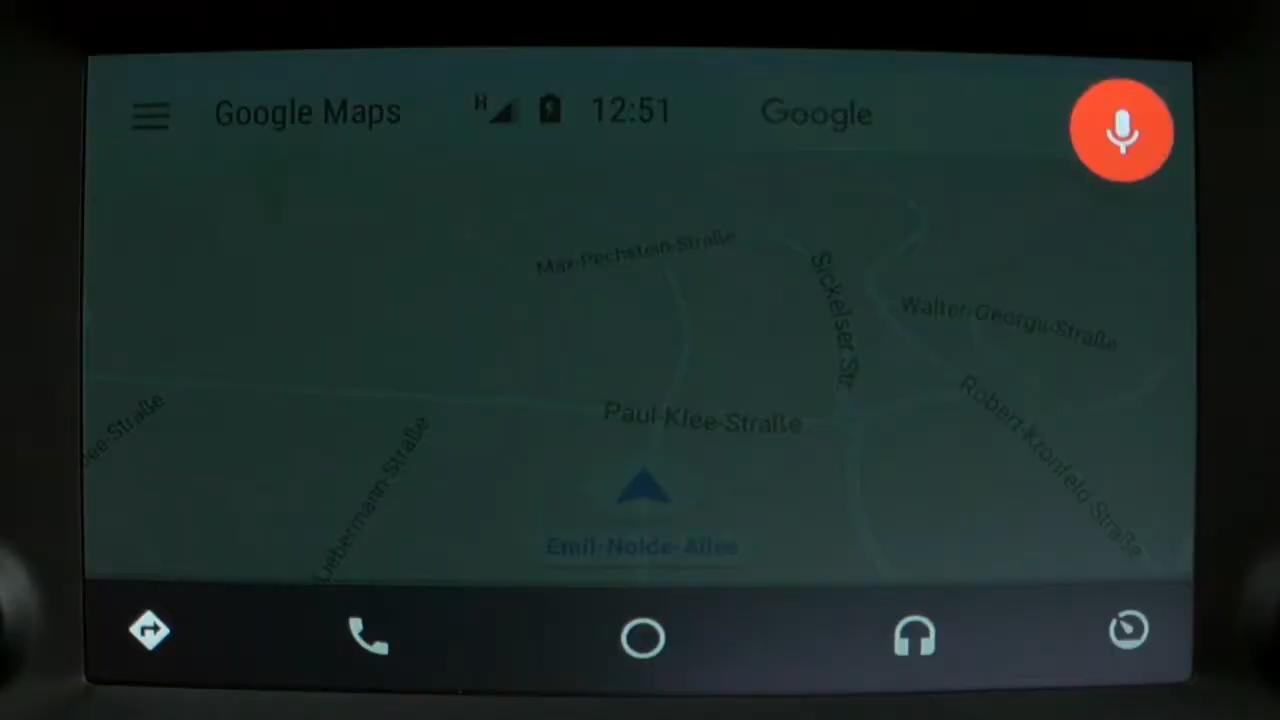 Google Maps
H
12:51
Google
Max-Pechstein-Straße
Sickelser Str.
Walter-Georgii-Straße
Robert-Kronfeld-Straße
Paul-Klee-Straße
Liebermann-Straße
Emil-Nolde-Allee